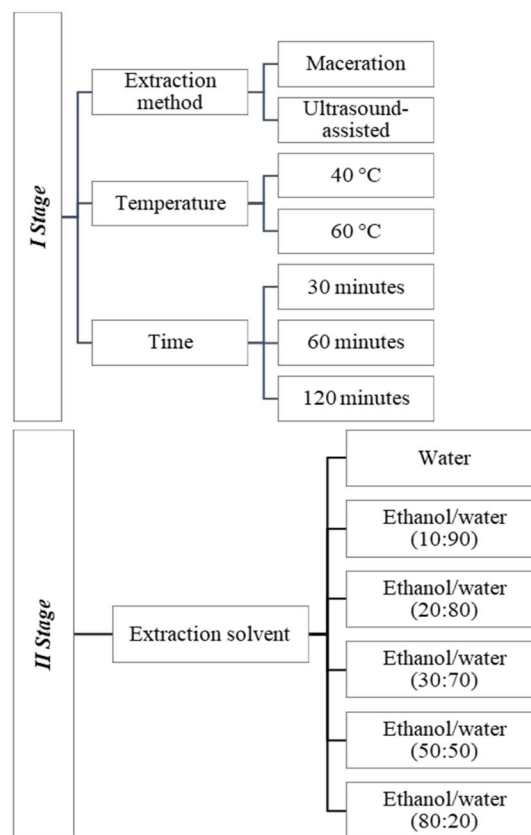 I Stage
Extraction
method
Maceration
Ultrasound-
assisted
Temperature
40 °C
60 °C
Time
30 minutes
60 minutes
120 minutes
II Stage
Extraction solvent
Water
Ethanol/water
(10:90)
Ethanol/water
(20:80)
Ethanol/water
(30:70)
Ethanol/water
(50:50)
Ethanol/water
(80:20)